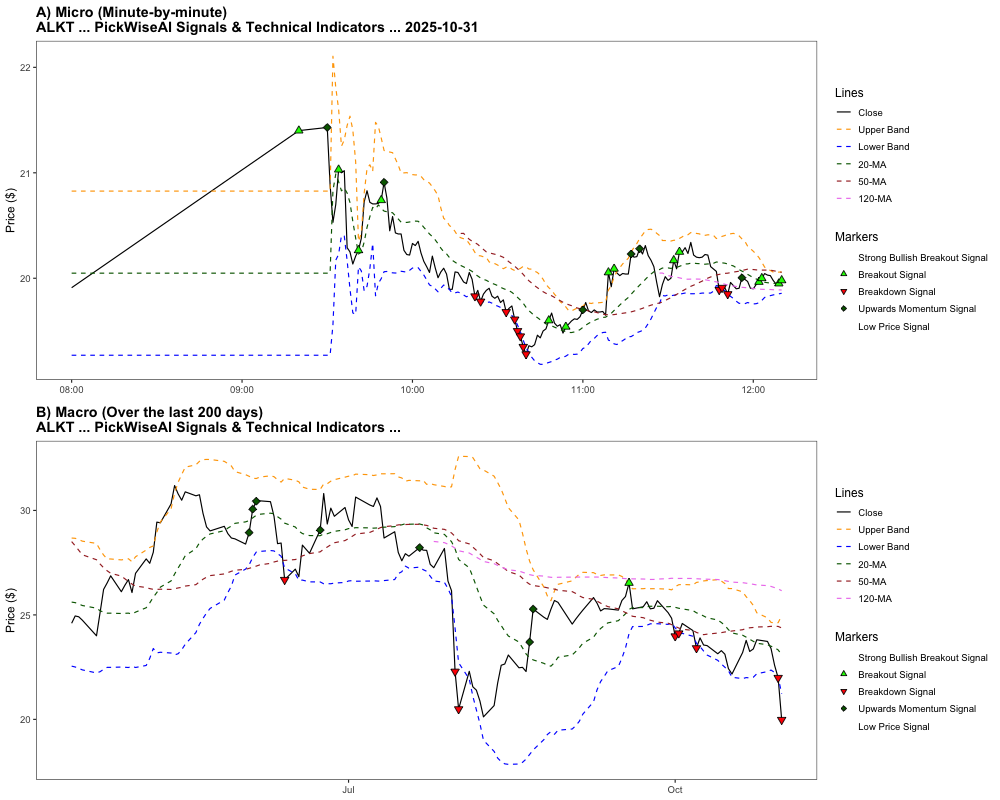 A) Micro (Minute-by-minute)
ALKT ... PickWiseAI Signals & Technical Indicators ... 2025-10-31
Price ($)
22
21
20
08:00
09:00
10:00
11:00
12:00
Lines
Close
Upper Band
Lower Band
20-MA
50-MA
120-MA
Markers
Strong Bullish Breakout Signal
Breakout Signal
Breakdown Signal
Upwards Momentum Signal
Low Price Signal
B) Macro (Over the last 200 days)
ALKT ... PickWiseAI Signals & Technical Indicators ...
Price ($)
30
25
20
Jul
Oct
Lines
Close
Upper Band
Lower Band
20-MA
50-MA
120-MA
Markers
Strong Bullish Breakout Signal
Breakout Signal
Breakdown Signal
Upwards Momentum Signal
Low Price Signal